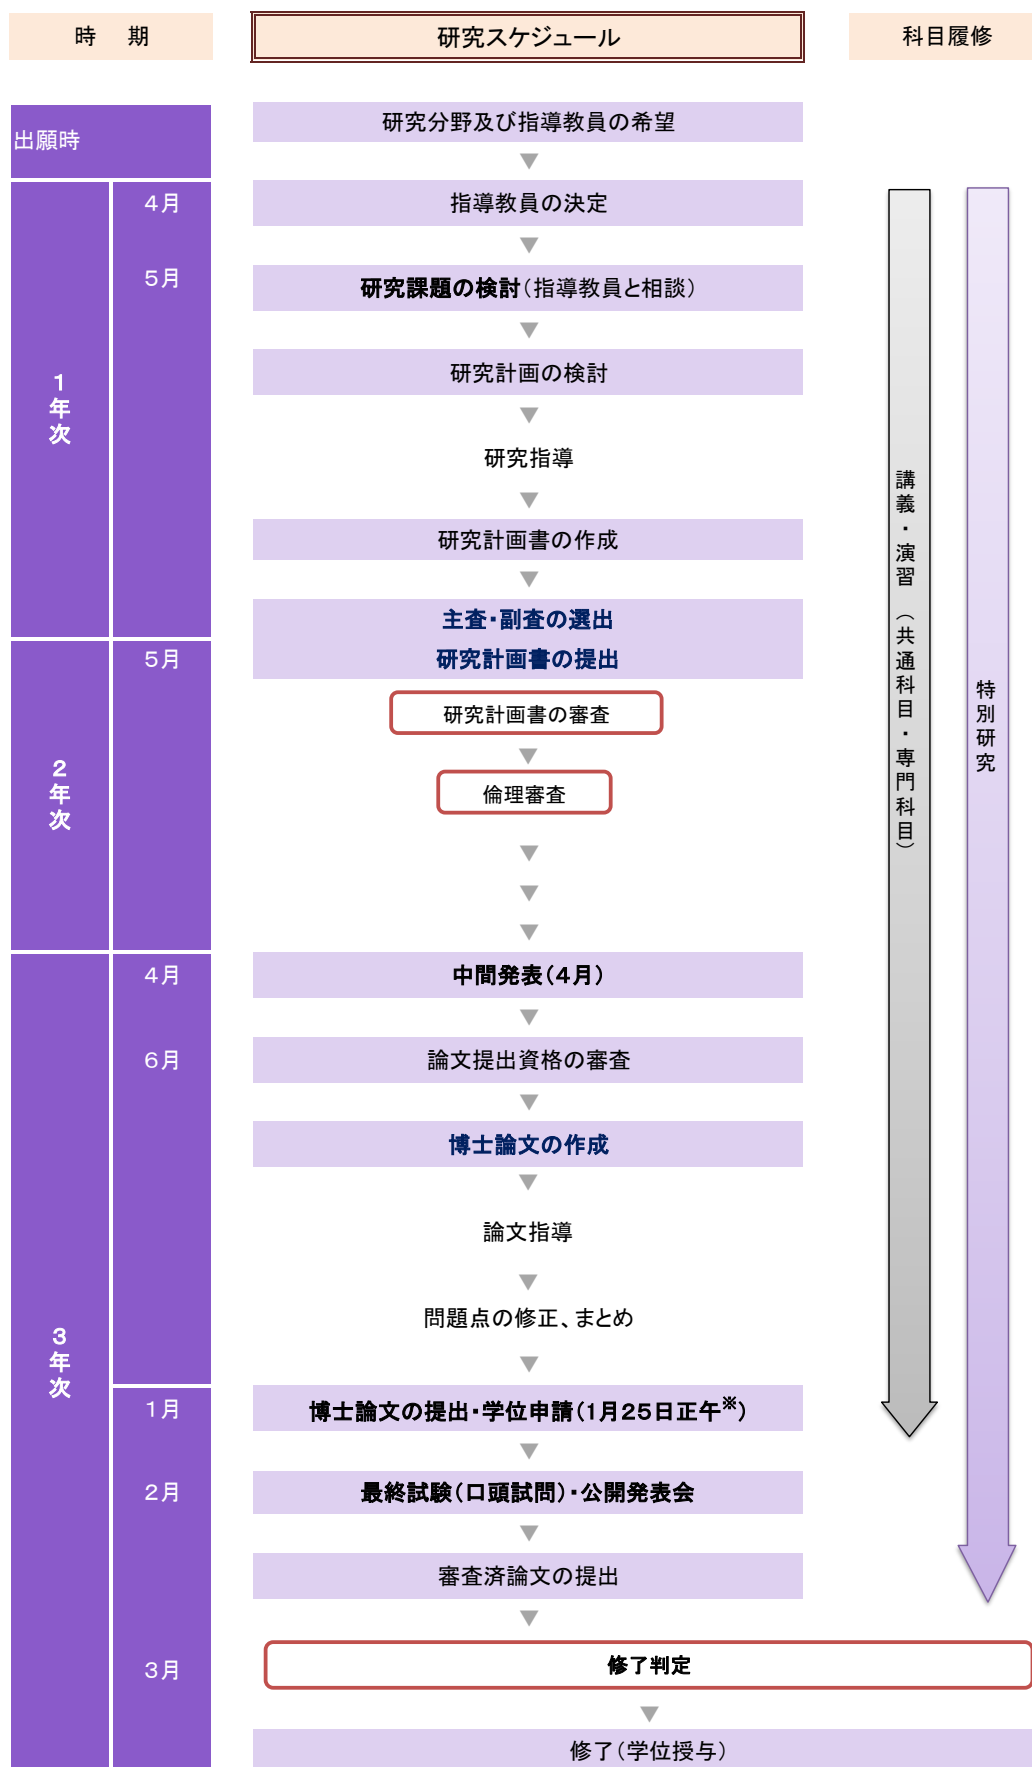 時　期
研究スケジュール
科目履修
出願時
研究分野及び指導教員の希望
1年次
4月
指導教員の決定
5月
研究課題の検討（指導教員と相談）
研究計画の検討
研究指導
研究計画書の作成
主査・副査の選出
2年次
5月
研究計画書の提出
研究計画書の審査
倫理審査
3年次
4月
中間発表（4月）
6月
論文提出資格の審査
博士論文の作成
論文指導
問題点の修正、まとめ
1月
博士論文の提出・学位申請（1月25日正午※）
2月
最終試験（口頭試問）・公開発表会
審査済論文の提出
3月
修了判定
修了（学位授与）
講義・演習（共通科目・専門科目）
特別研究